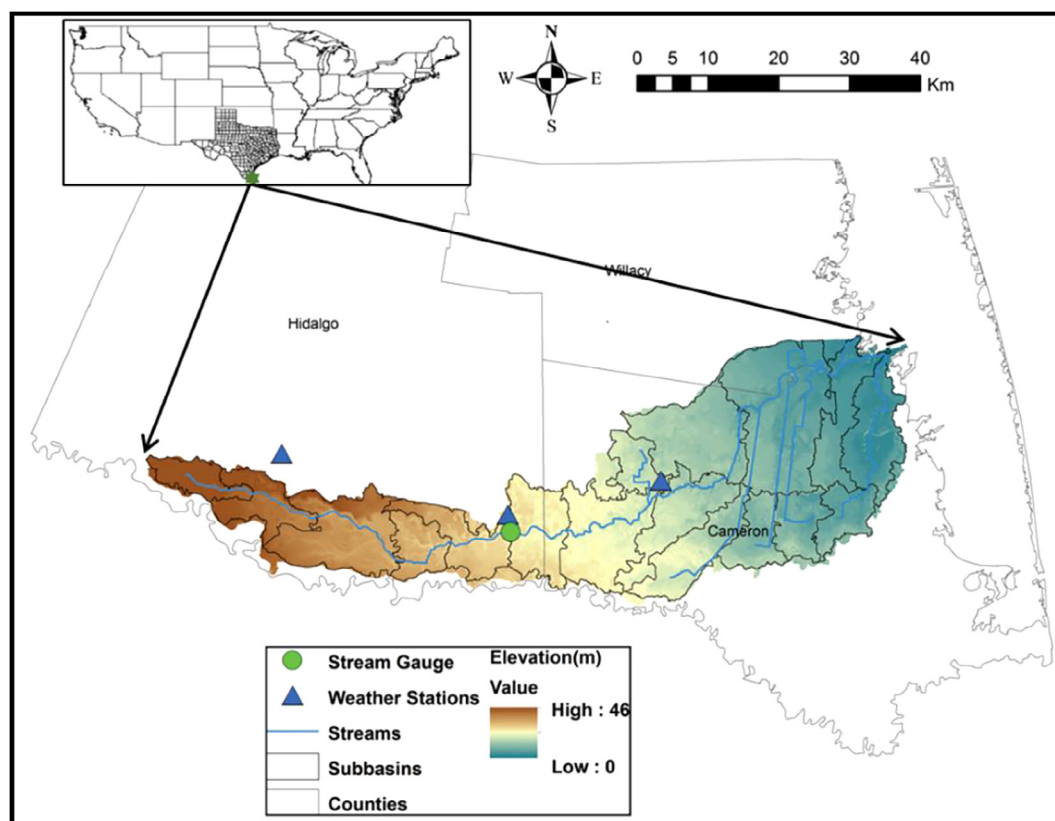 N
W E
S
0 5 10 20 30 40
Km
Willacy
Hidalgo
Cameron
Stream Gauge
Weather Stations
Streams
Subbasins
Counties
Elevation(m)
Value
High : 46
Low : 0